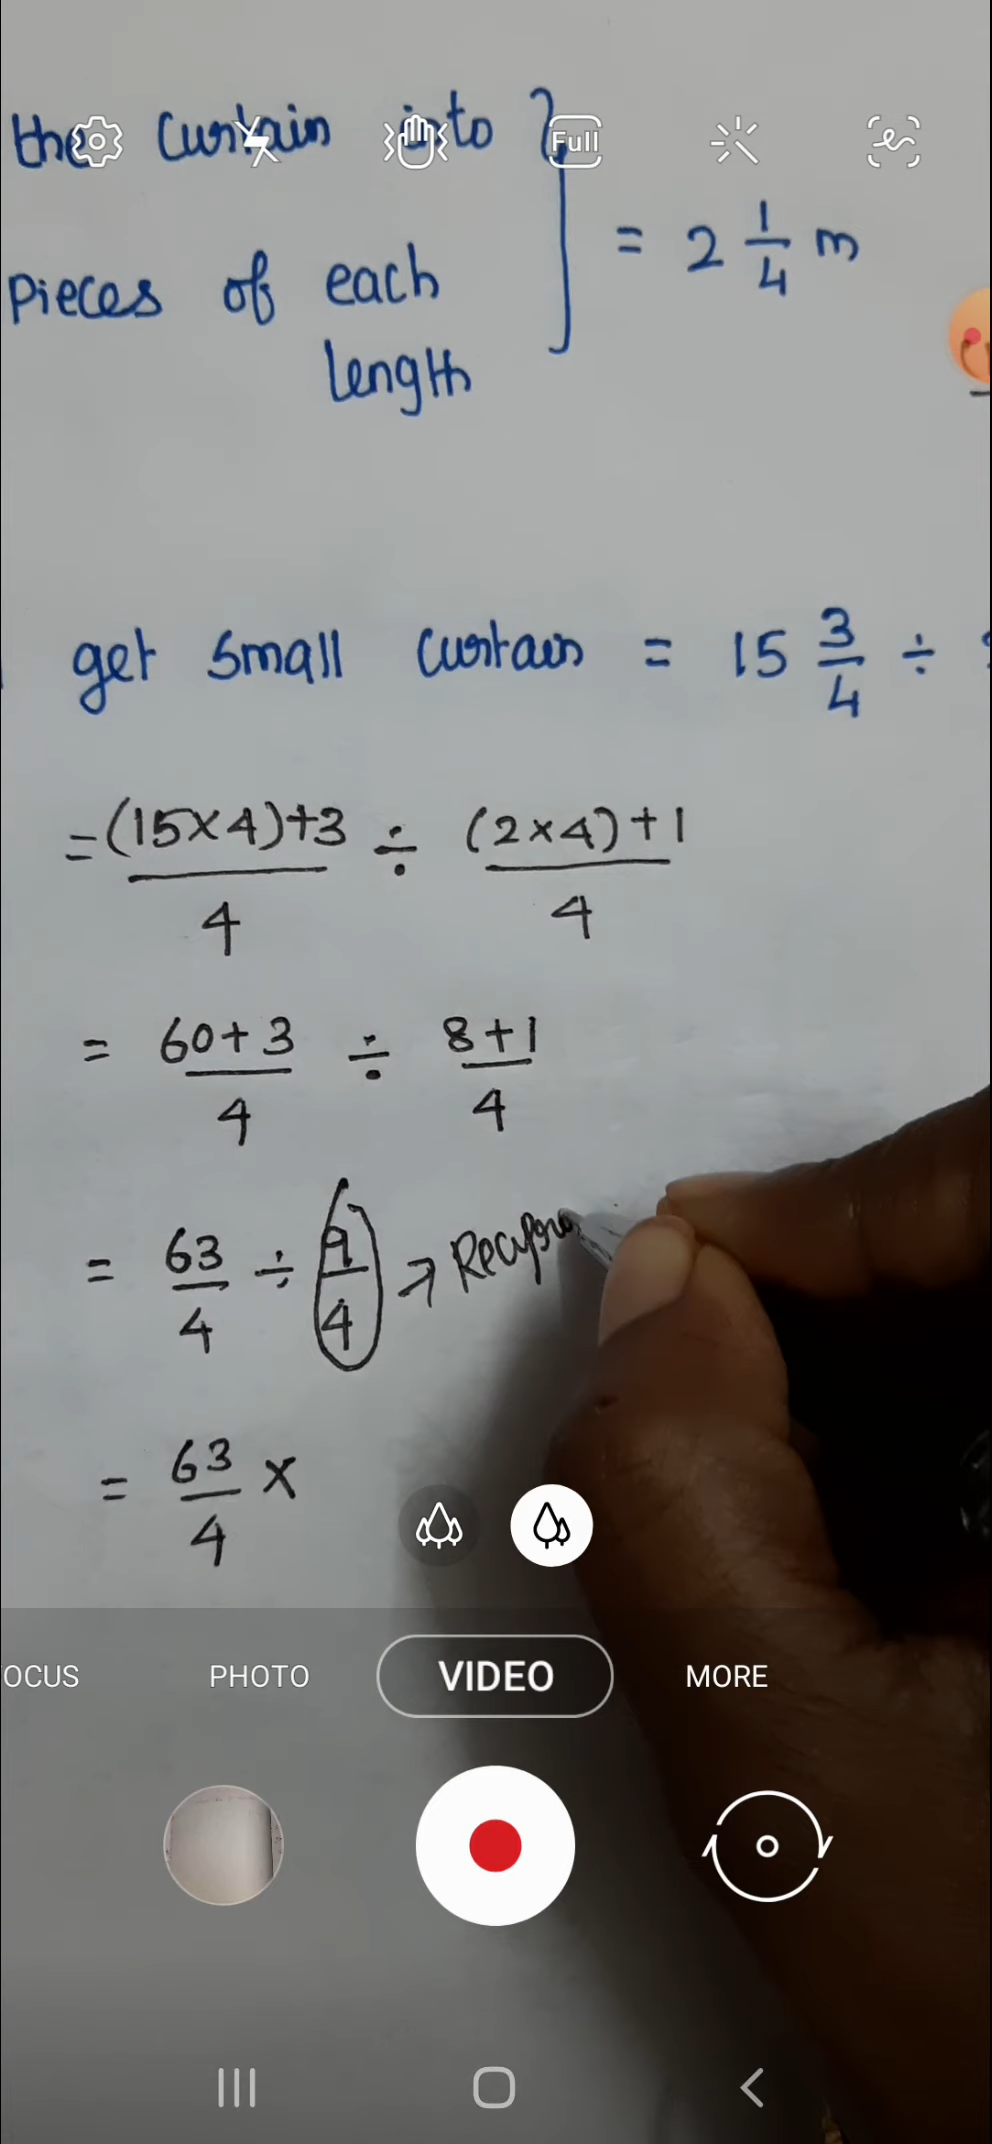 the Curtain into
Full
= 2 1/4 m
Pieces of each
length
get Small Curtain = 15 3/4 ÷
= (15×4)+3/4 ÷ (2×4)+1/4
= 60+3/4 ÷ 8+1/4
= 63/4 ÷ 9/4 →
= 63/4 ×
OCUS PHOTO VIDEO MORE